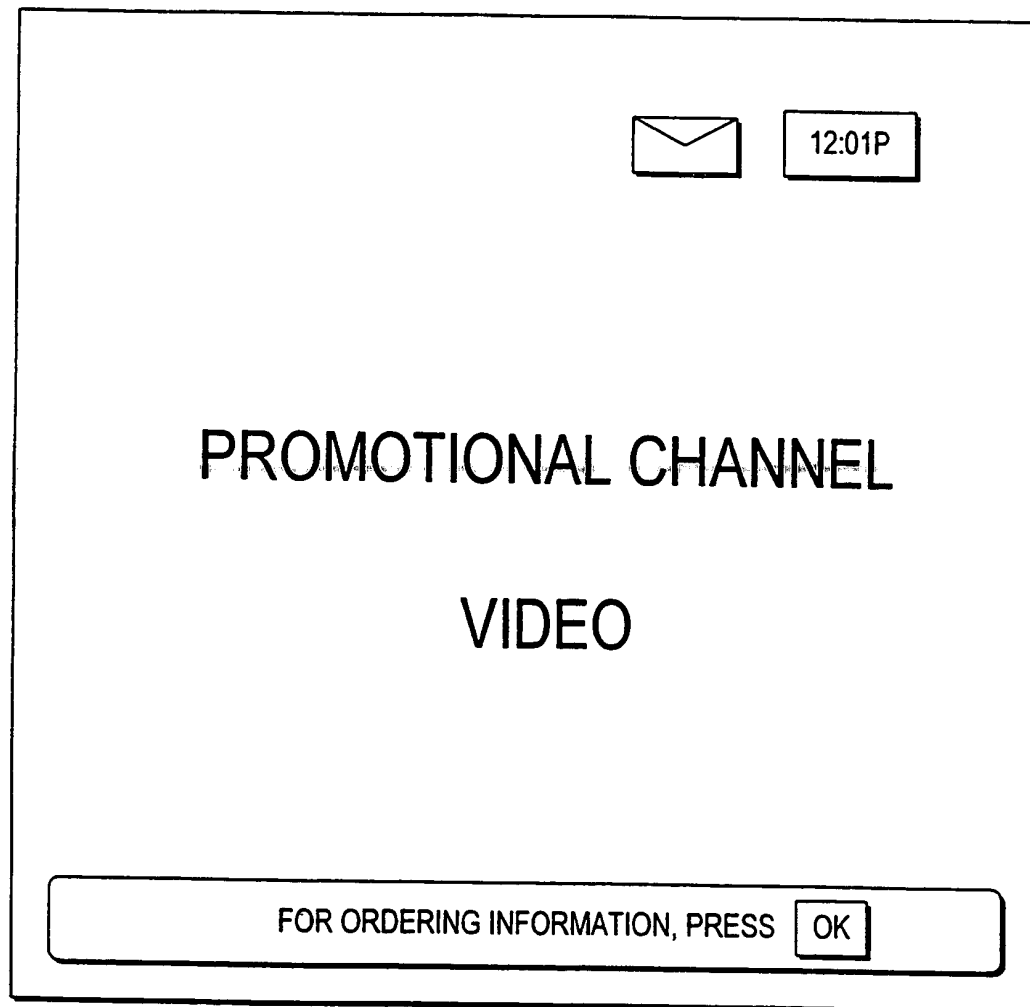 12:01P
PROMOTIONAL CHANNEL
VIDEO
FOR ORDERING INFORMATION, PRESS OK